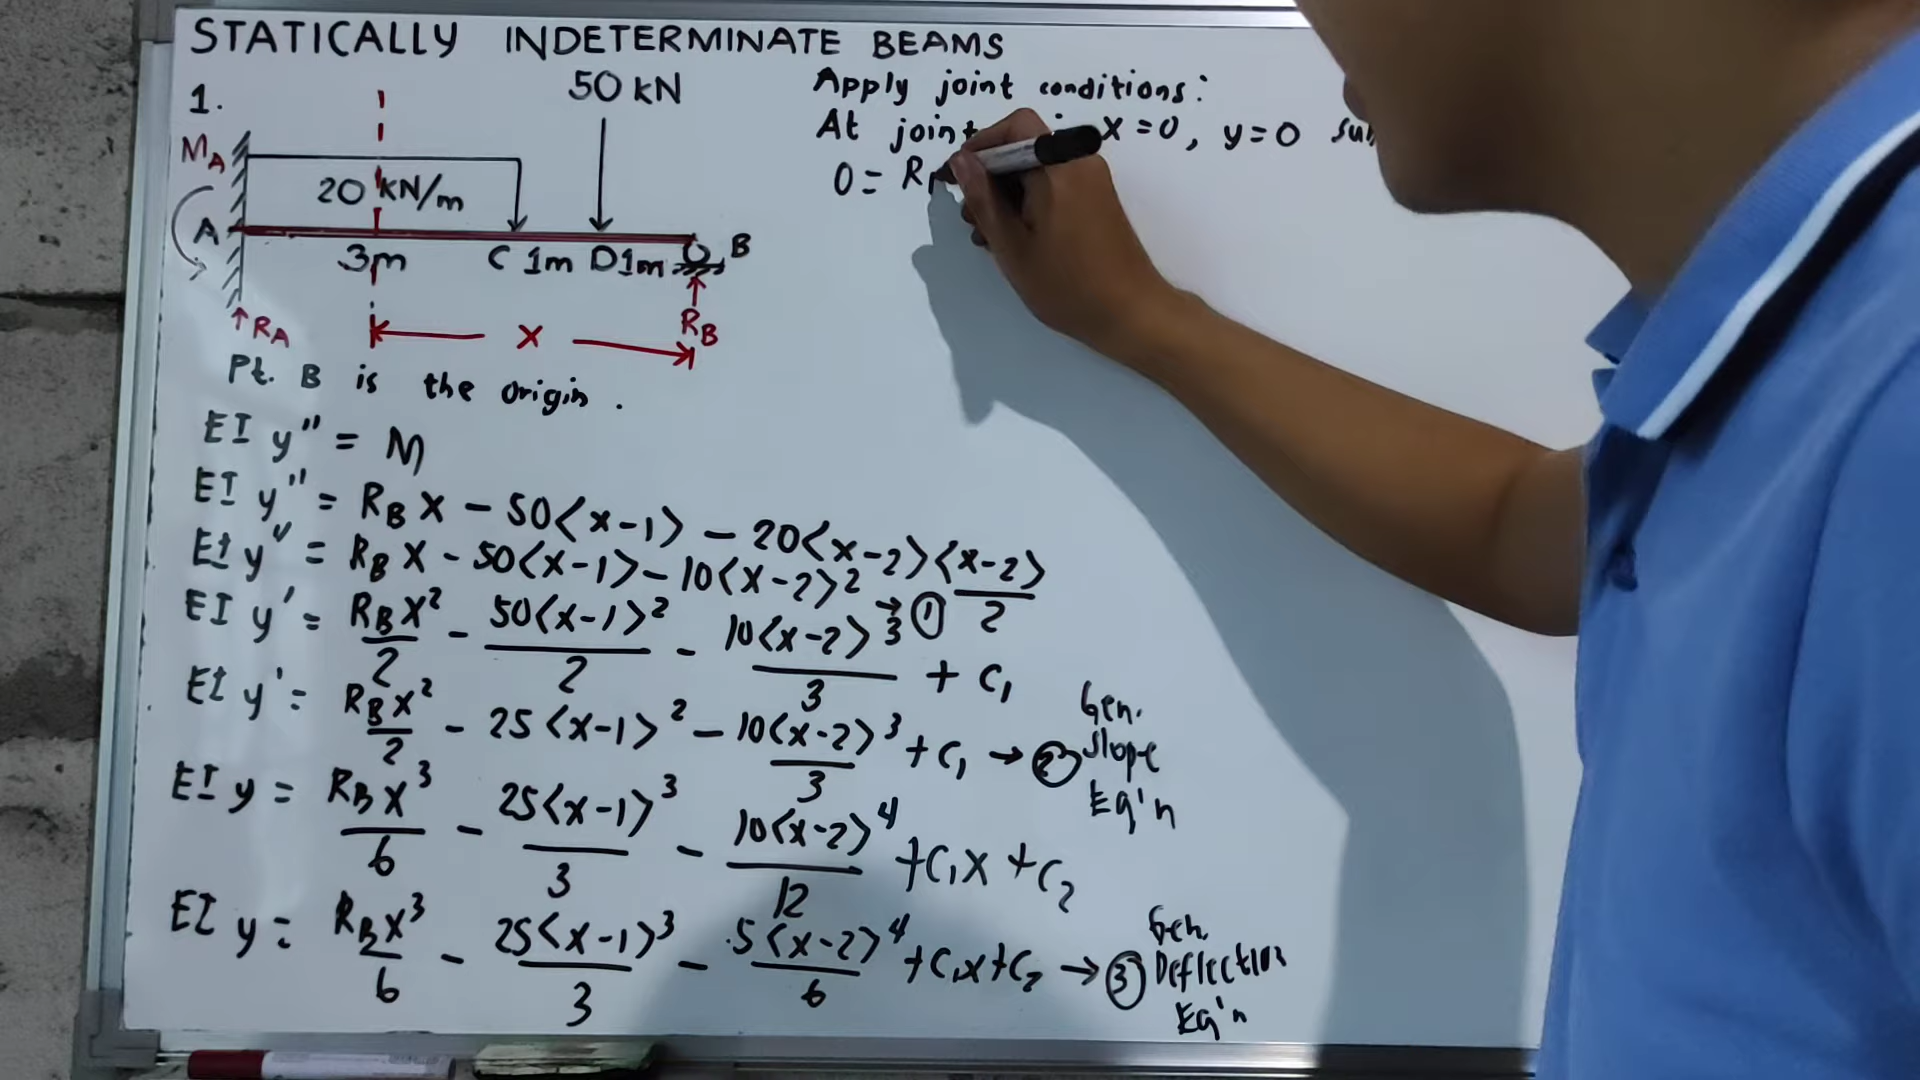 STATICALLY INDETERMINATE BEAMS
1.
50 kN
MA
20 kN/m
A
3m
C 1m D 1m
B
RA
x
RB
Pt. B is the origin.
EI y" = M
EI y" = RB x - 50<x-1> - 20<x-2><x-2>/2
EI y" = RB x - 50<x-1> - 10<x-2>² → ①
EI y' = RB x²/2 - 50<x-1>²/2 - 10<x-2>³/3 + C₁
EI y' = RB x²/2 - 25<x-1>² - 10<x-2>³/3 + C₁ → ② Gen. Slope Eq'n
EI y = RB x³/6 - 25<x-1>³/3 - 10<x-2>⁴/12 + C₁x + C₂
EI y = RB x³/6 - 25<x-1>³/3 - 5<x-2>⁴/6 + C₁x + C₂ → ③ Gen. Deflection Eq'n
Apply joint conditions:
At joint x = 0, y = 0
0 = R